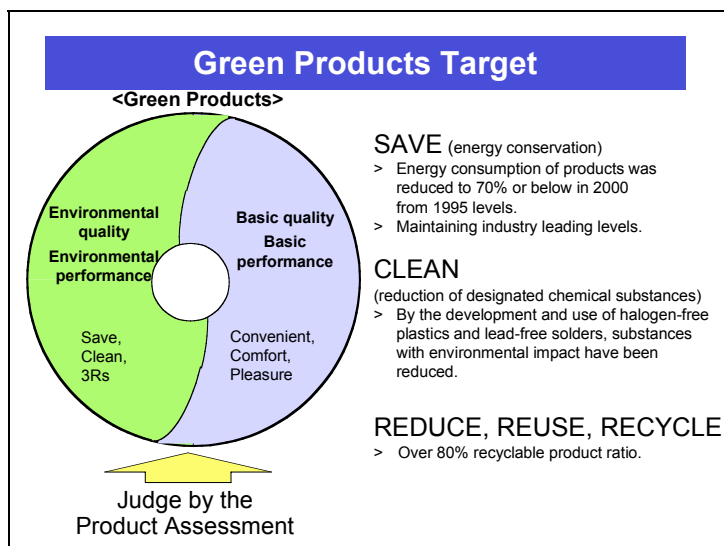 Green Products Target
<Green Products>
Environmental
quality
Environmental
performance
Save,
Clean,
3Rs
Basic quality
Basic
performance
Convenient,
Comfort,
Pleasure
Judge by the
Product Assessment
SAVE (energy conservation)
> Energy consumption of products was
reduced to 70% or below in 2000
from 1995 levels.
> Maintaining industry leading levels.
CLEAN
(reduction of designated chemical substances)
> By the development and use of halogen-free
plastics and lead-free solders, substances
with environmental impact have been
reduced.
REDUCE, REUSE, RECYCLE
> Over 80% recyclable product ratio.